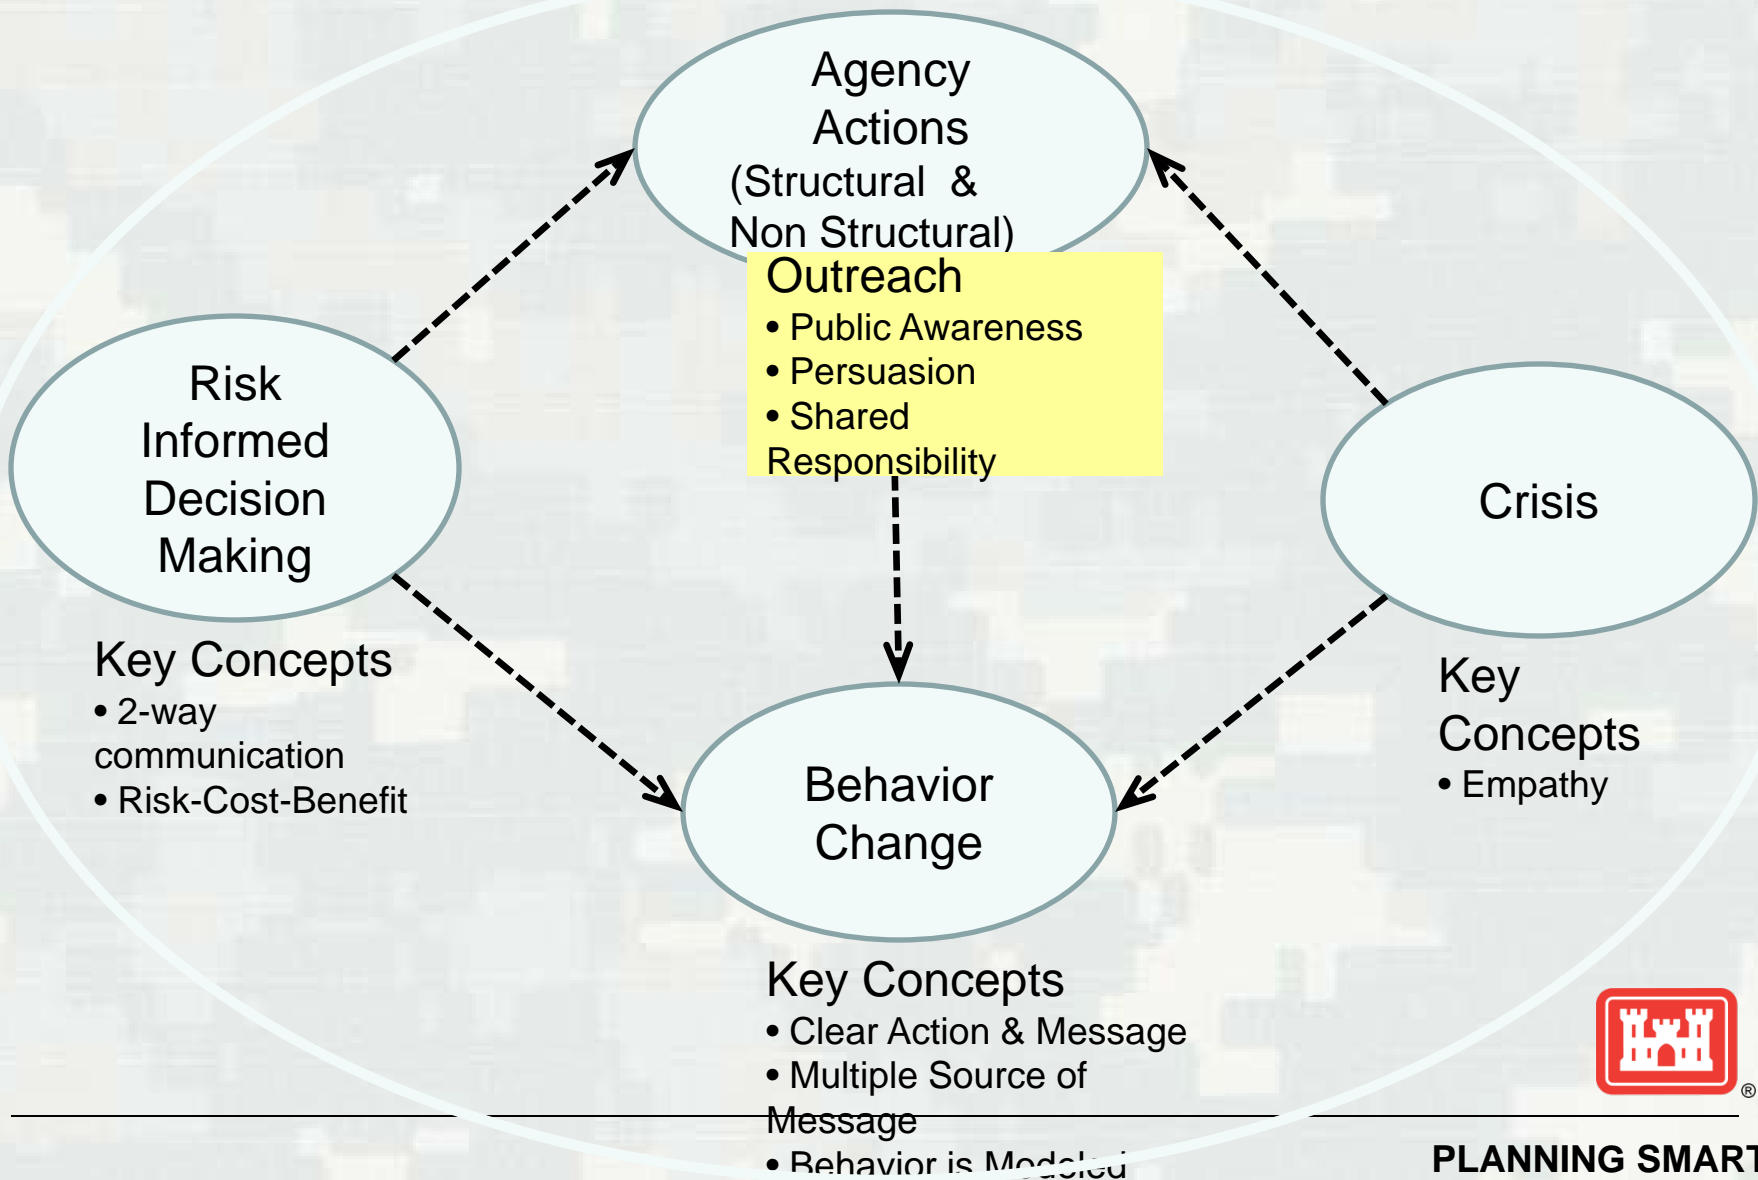 Agency
Actions
(Structural &
Non Structural)
Outreach
• Public Awareness
• Persuasion
• Shared
Responsibility
Risk
Informed
Decision
Making
Key Concepts
• 2-way
communication
• Risk-Cost-Benefit
Crisis
Key
Concepts
• Empathy
Behavior
Change
Key Concepts
• Clear Action & Message
• Multiple Source of
Message
• Behavior is Modeled
®
PLANNING SMART